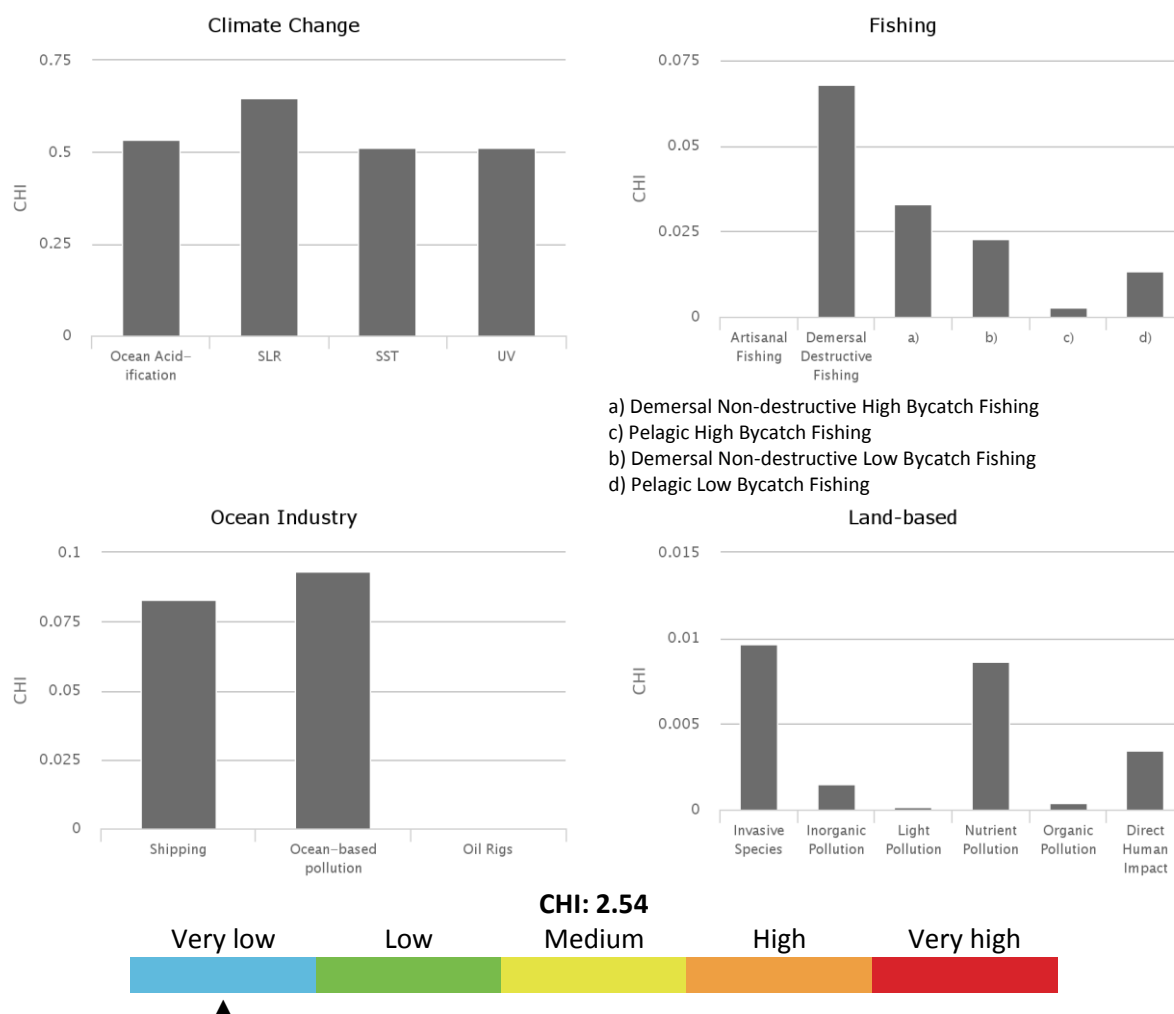 Climate Change
0.75
0.5
0.25
0
CHI
Ocean Acid–
ification
SLR
SST
UV
Fishing
0.075
0.05
0.025
0
CHI
Artisanal
Fishing
Demersal
Destructive
Fishing
a)
b)
c)
d)
a) Demersal Non-destructive High Bycatch Fishing
c) Pelagic High Bycatch Fishing
b) Demersal Non-destructive Low Bycatch Fishing
d) Pelagic Low Bycatch Fishing
Ocean Industry
0.1
0.075
0.05
0.025
0
CHI
Shipping
Ocean–based
pollution
Oil Rigs
Land-based
0.015
0.01
0.005
0
CHI
Invasive
Species
Inorganic
Pollution
Light
Pollution
Nutrient
Pollution
Organic
Pollution
Direct
Human
Impact
CHI: 2.54
Very low
Low
Medium
High
Very high